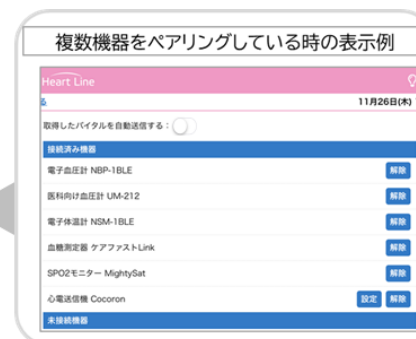 複数機器をペアリングしている時の表示例
Heart Line
11月26日(木)
取得したバイタルを自動送信する：
接続済み機器
電子血圧計 NBP-1BLE
解除
医科向け血圧計 UM-212
解除
電子体温計 NSM-1BLE
解除
血糖測定器 ケアファストLink
解除
SPO2モニター MightySat
解除
心電送信機 Cocoron
設定 解除
未接続機器